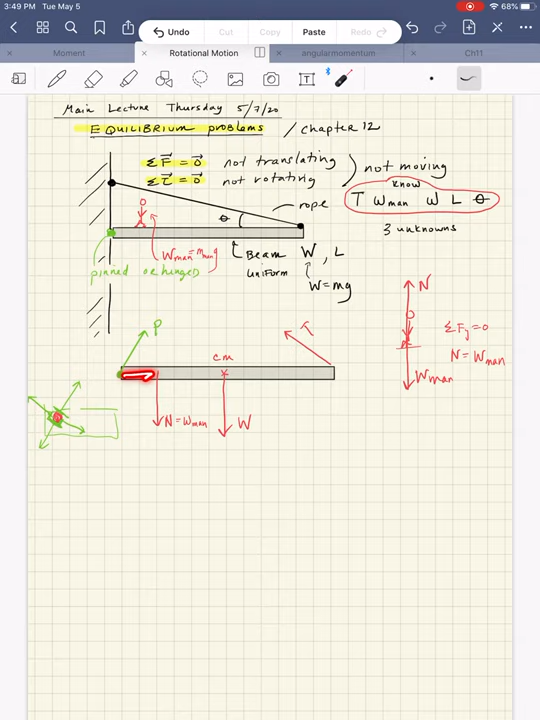 3:49 PM Tue May 5
68%
Undo Cut Copy Paste
Moment
Rotational Motion
angularmomentum
Ch11
Main Lecture Thursday 5/7/20
EQUILIBRIUM problems / chapter 12
ΣF = 0 not translating
Στ = 0 not rotating
not moving
know
T Wman W L θ
3 unknowns
rope
θ
Wman = mman g
Beam W, L
uniform
W = mg
pinned or hinged
P
cm
T
N = Wman
W
N
ΣFy = 0
N = Wman
Wman